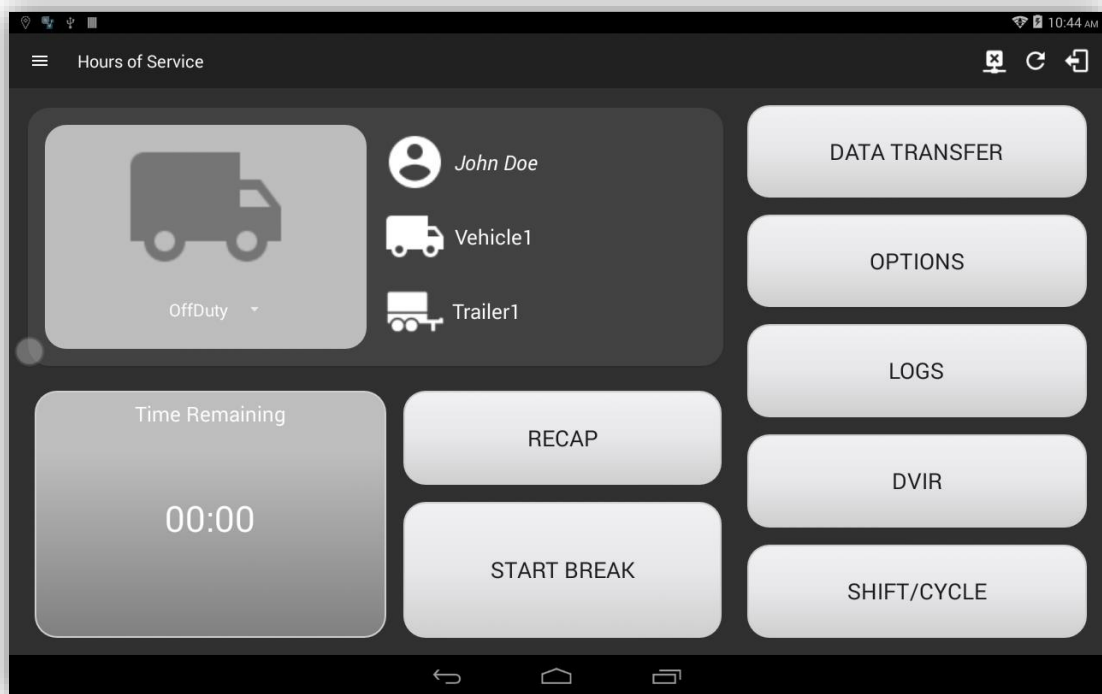 10:44 AM
Hours of Service
John Doe
Vehicle1
OffDuty
Trailer1
Time Remaining
00:00
RECAP
START BREAK
DATA TRANSFER
OPTIONS
LOGS
DVIR
SHIFT/CYCLE